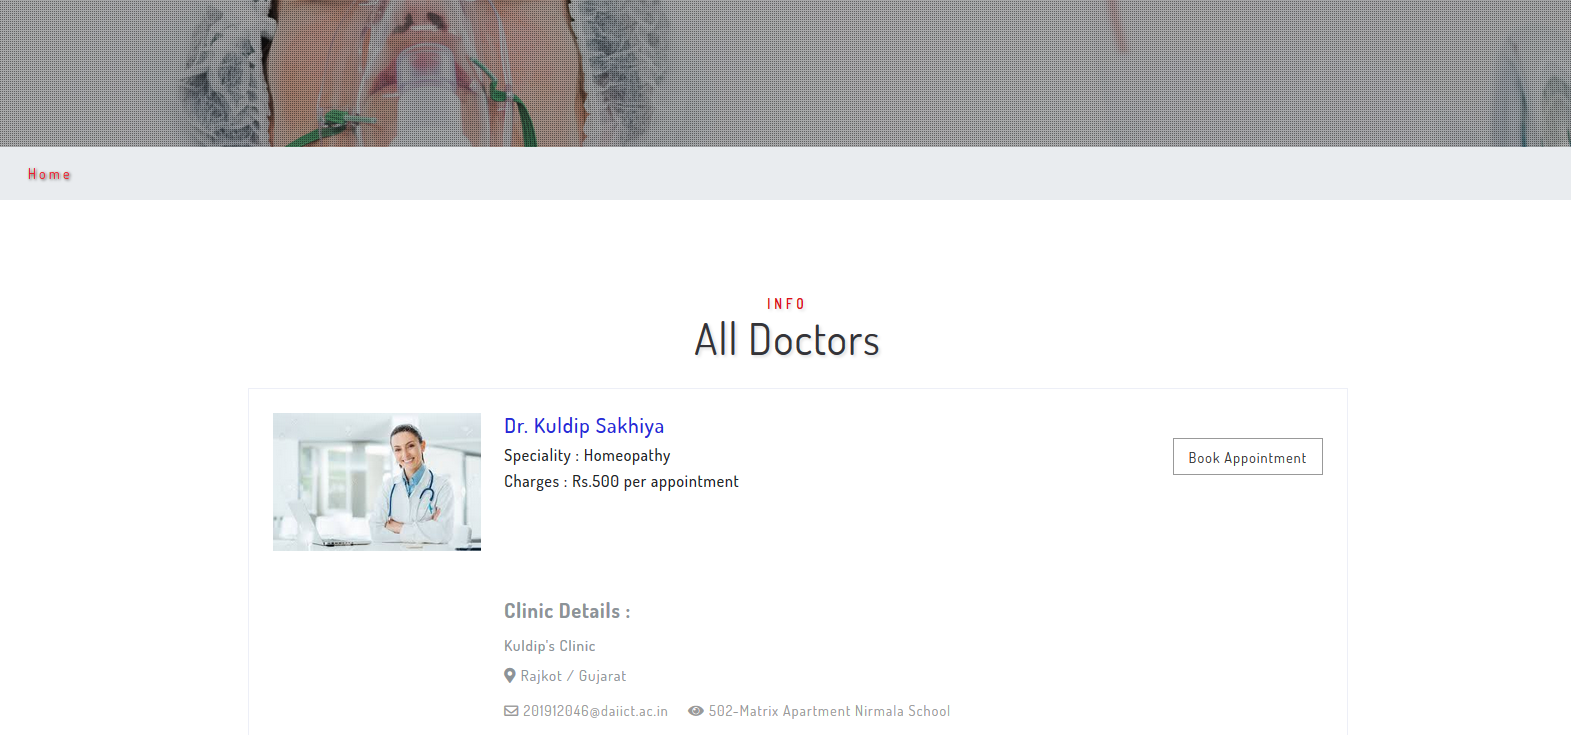 Home
INFO
All Doctors
Dr. Kuldip Sakhiya
Speciality : Homeopathy
Charges : Rs.500 per appointment
Book Appointment
Clinic Details :
Kuldip's Clinic
Rajkot / Gujarat
201912046@daiict.ac.in 502-Matrix Apartment Nirmala School